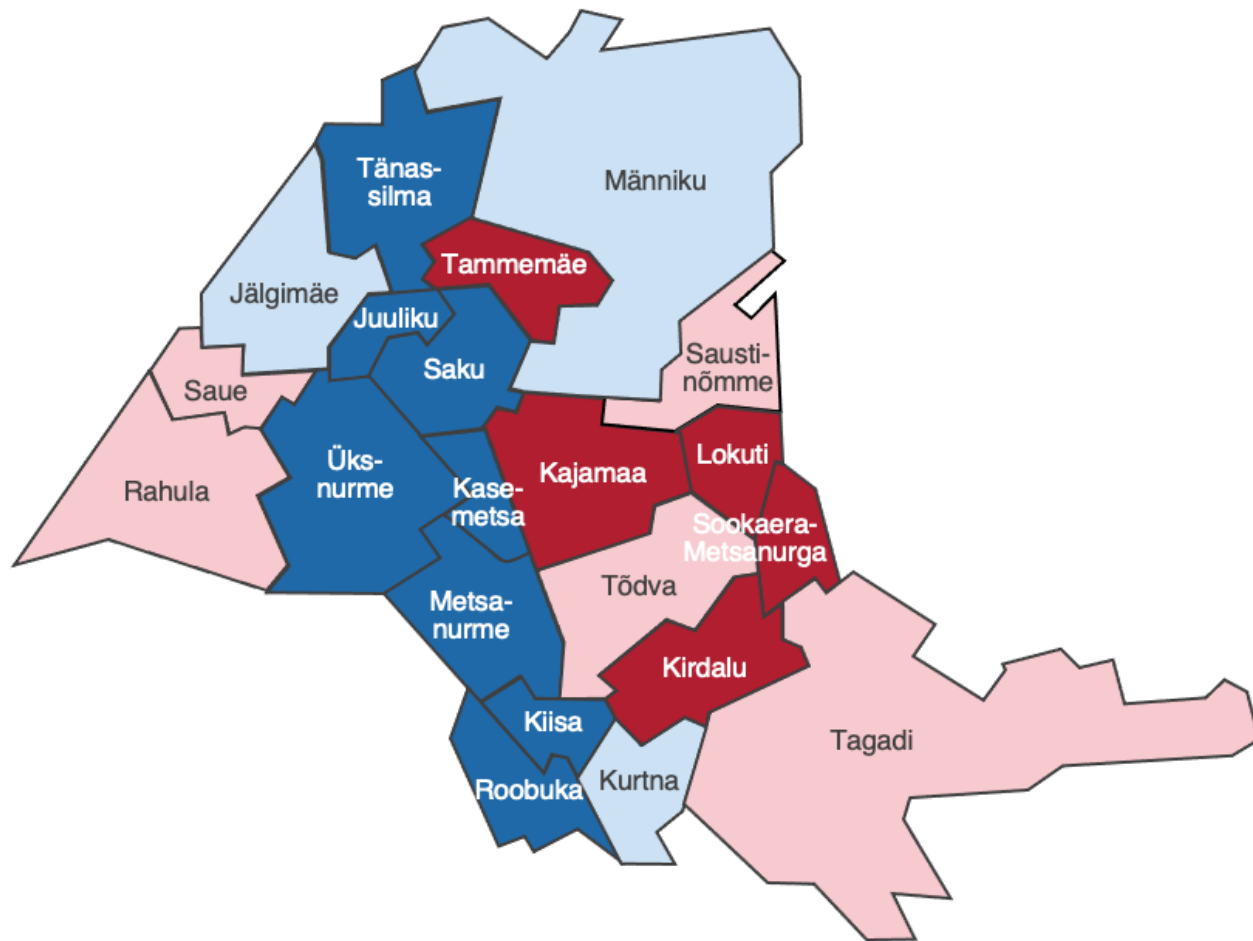 Tänas-
silma
Männiku
Tammemäe
Jälgimäe
Juuliku
Saku
Sausti-
nõmme
Saue
Rahula
Üks-
nurme
Kase-
metsa
Kajamaa
Lokuti
Sookaera-
Metsanurga
Tõdva
Metsa-
nurme
Kirdalu
Kiisa
Tagadi
Roobuka
Kurtna